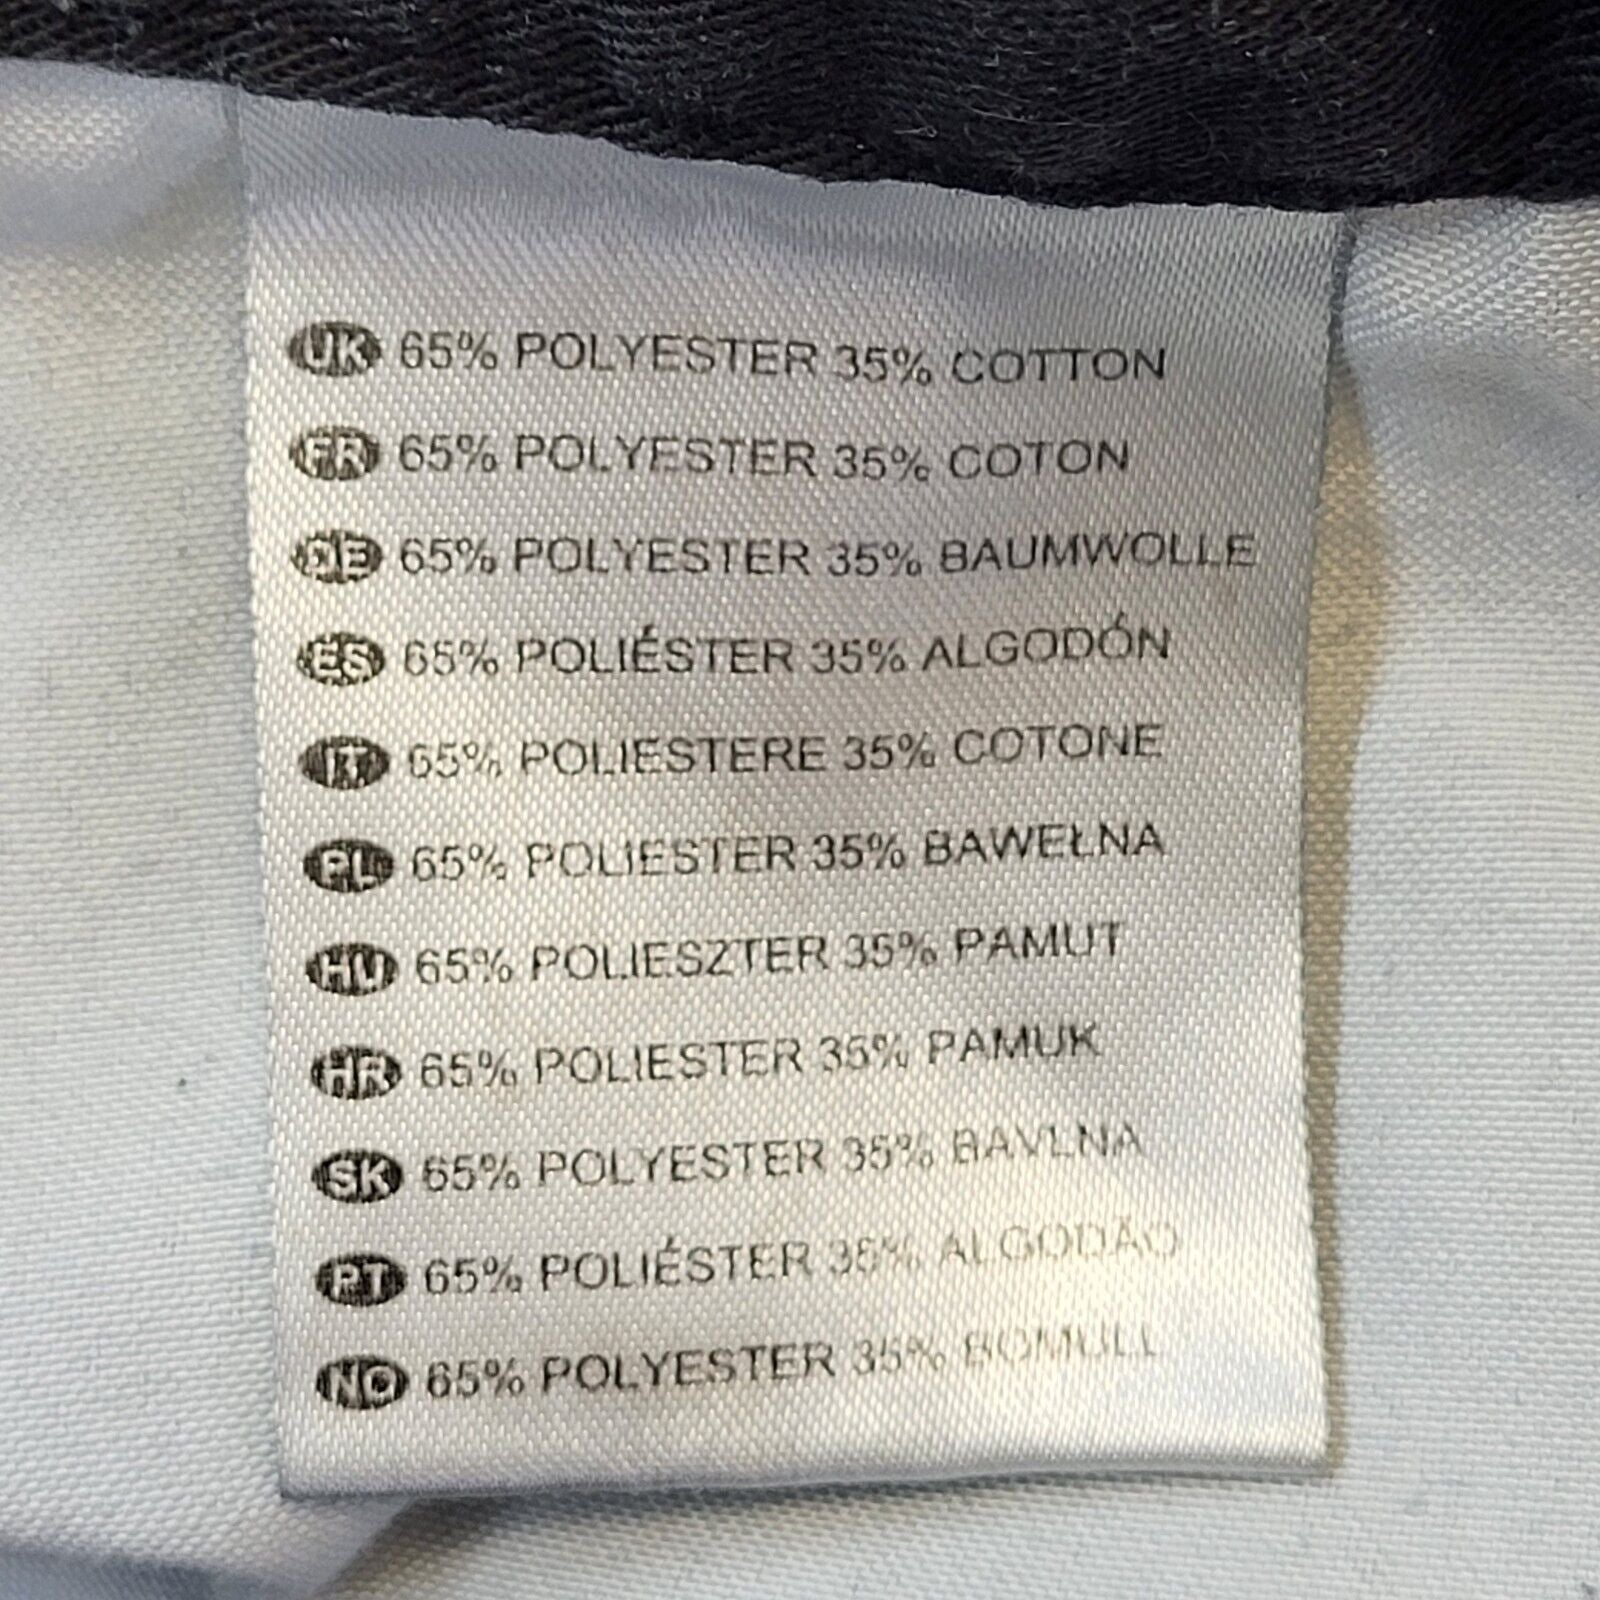 UK 65% POLYESTER 35% COTTON
FR 65% POLYESTER 35% COTON
DE 65% POLYESTER 35% BAUMWOLLE
ES 65% POLIÉSTER 35% ALGODÓN
IT 65% POLIESTERE 35% COTONE
PL 65% POLIESTER 35% BAWEŁNA
HU 65% POLIESZTER 35% PAMUT
HR 65% POLIESTER 35% PAMUK
SK 65% POLYESTER 35% BAVLNA
PT 65% POLIÉSTER 35% ALGODÃO
NO 65% POLYESTER 35% BOMULL